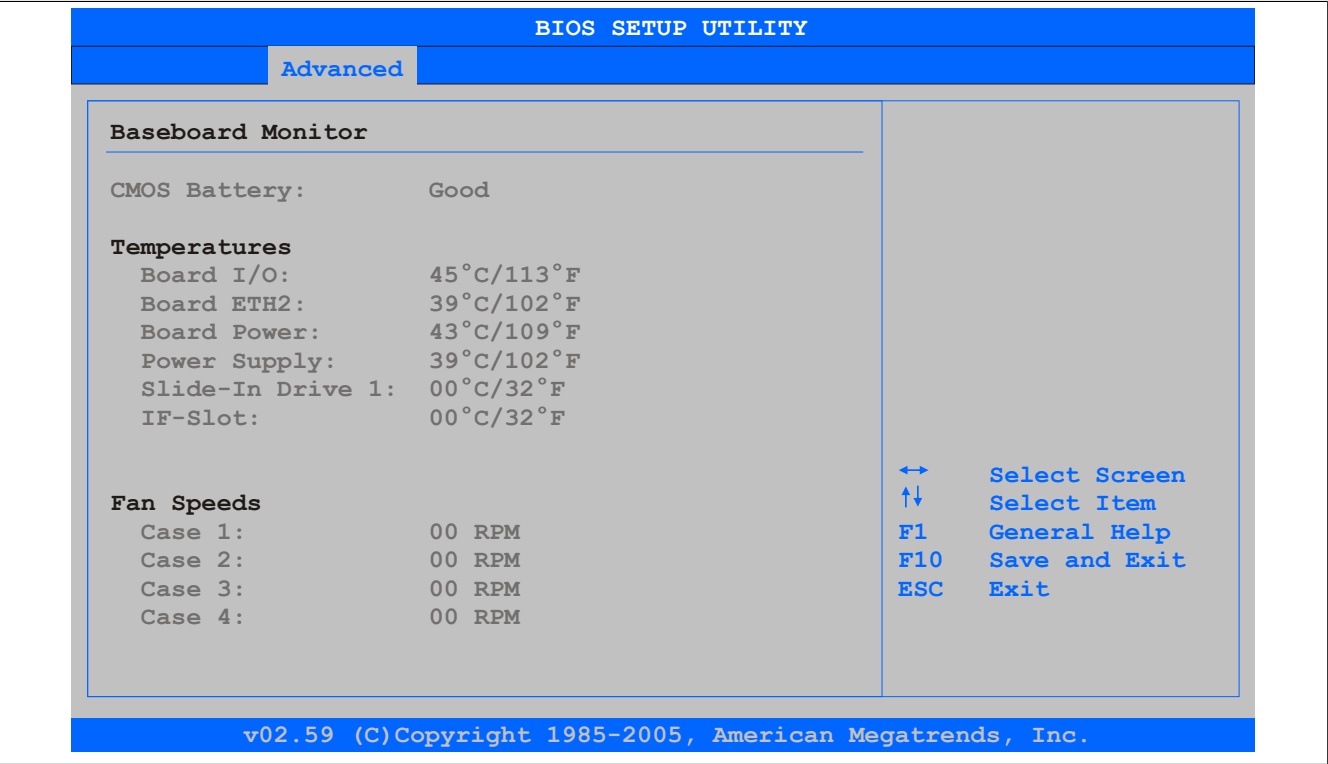 BIOS SETUP UTILITY
Advanced
Baseboard Monitor
CMOS Battery: Good
Temperatures
Board I/O: 45°C/113°F
Board ETH2: 39°C/102°F
Board Power: 43°C/109°F
Power Supply: 39°C/102°F
Slide-In Drive 1: 00°C/32°F
IF-Slot: 00°C/32°F
Fan Speeds
Case 1: 00 RPM
Case 2: 00 RPM
Case 3: 00 RPM
Case 4: 00 RPM
↔ Select Screen
↑↓ Select Item
F1 General Help
F10 Save and Exit
ESC Exit
v02.59 (C)Copyright 1985-2005, American Megatrends, Inc.